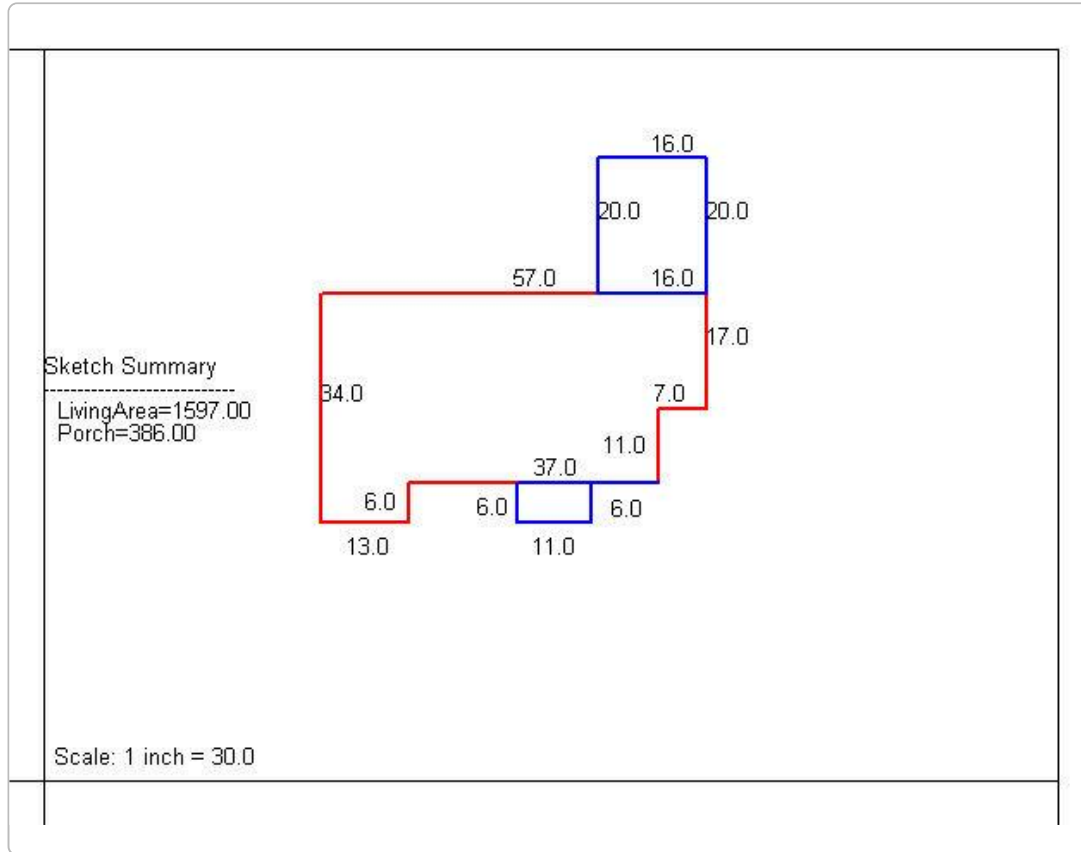 16.0
20.0 20.0
57.0 16.0
17.0
Sketch Summary
----------------------------
34.0 7.0
LivingArea=1597.00
Porch=386.00
11.0
37.0
6.0 6.0 6.0
13.0 11.0
Scale: 1 inch = 30.0